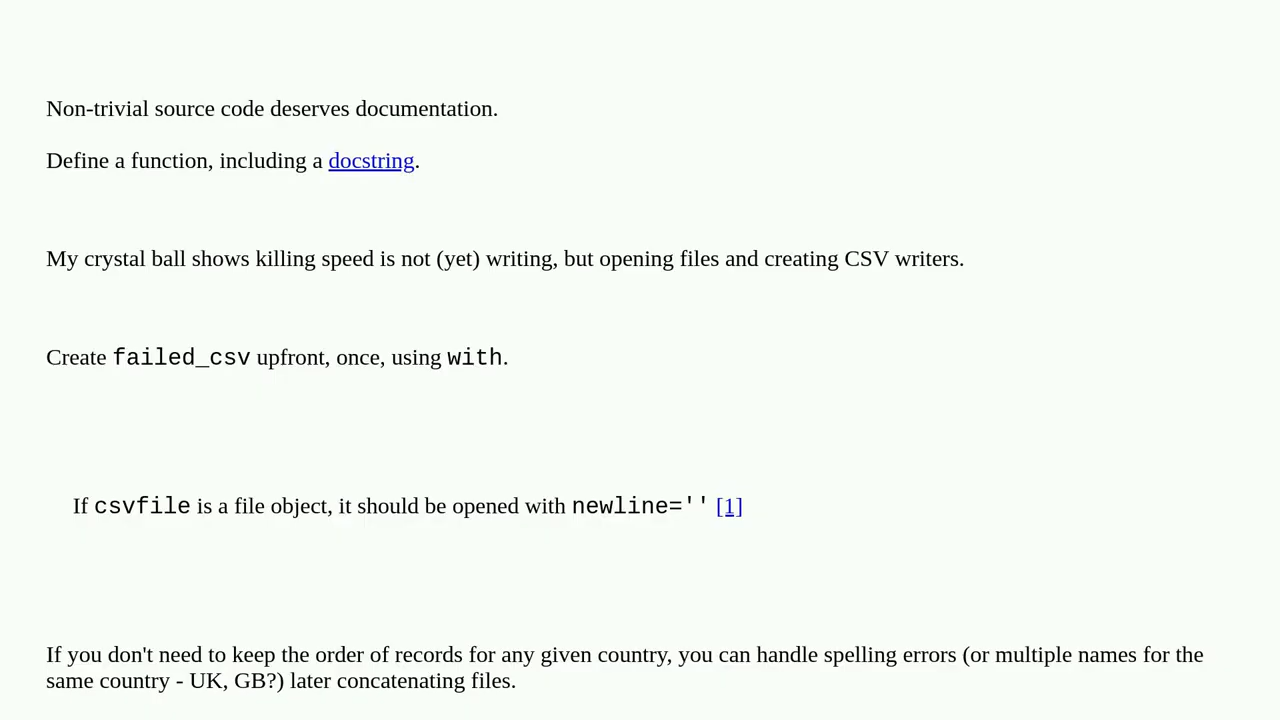 Non-trivial source code deserves documentation.
Define a function, including a docstring.
My crystal ball shows killing speed is not (yet) writing, but opening files and creating CSV writers.
Create failed_csv upfront, once, using with.
If csvfile is a file object, it should be opened with newline='' [1]
If you don't need to keep the order of records for any given country, you can handle spelling errors (or multiple names for the
same country - UK, GB?) later concatenating files.